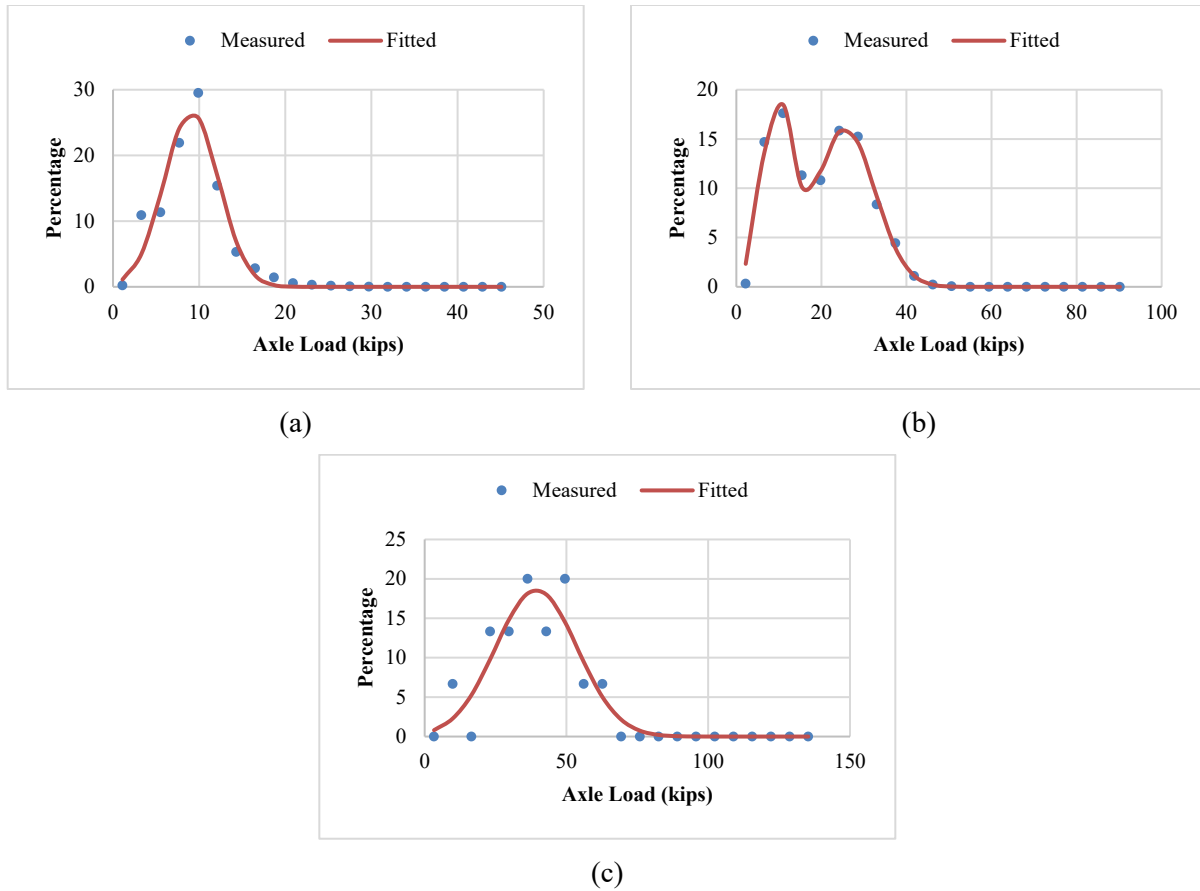 Measured Fitted
30
20
10
0
Percentage
0 10 20 30 40 50
Axle Load (kips)
(a)
Measured Fitted
20
15
10
5
0
Percentage
0 20 40 60 80 100
Axle Load (kips)
(b)
Measured Fitted
25
20
15
10
5
0
Percentage
0 50 100 150
Axle Load (kips)
(c)